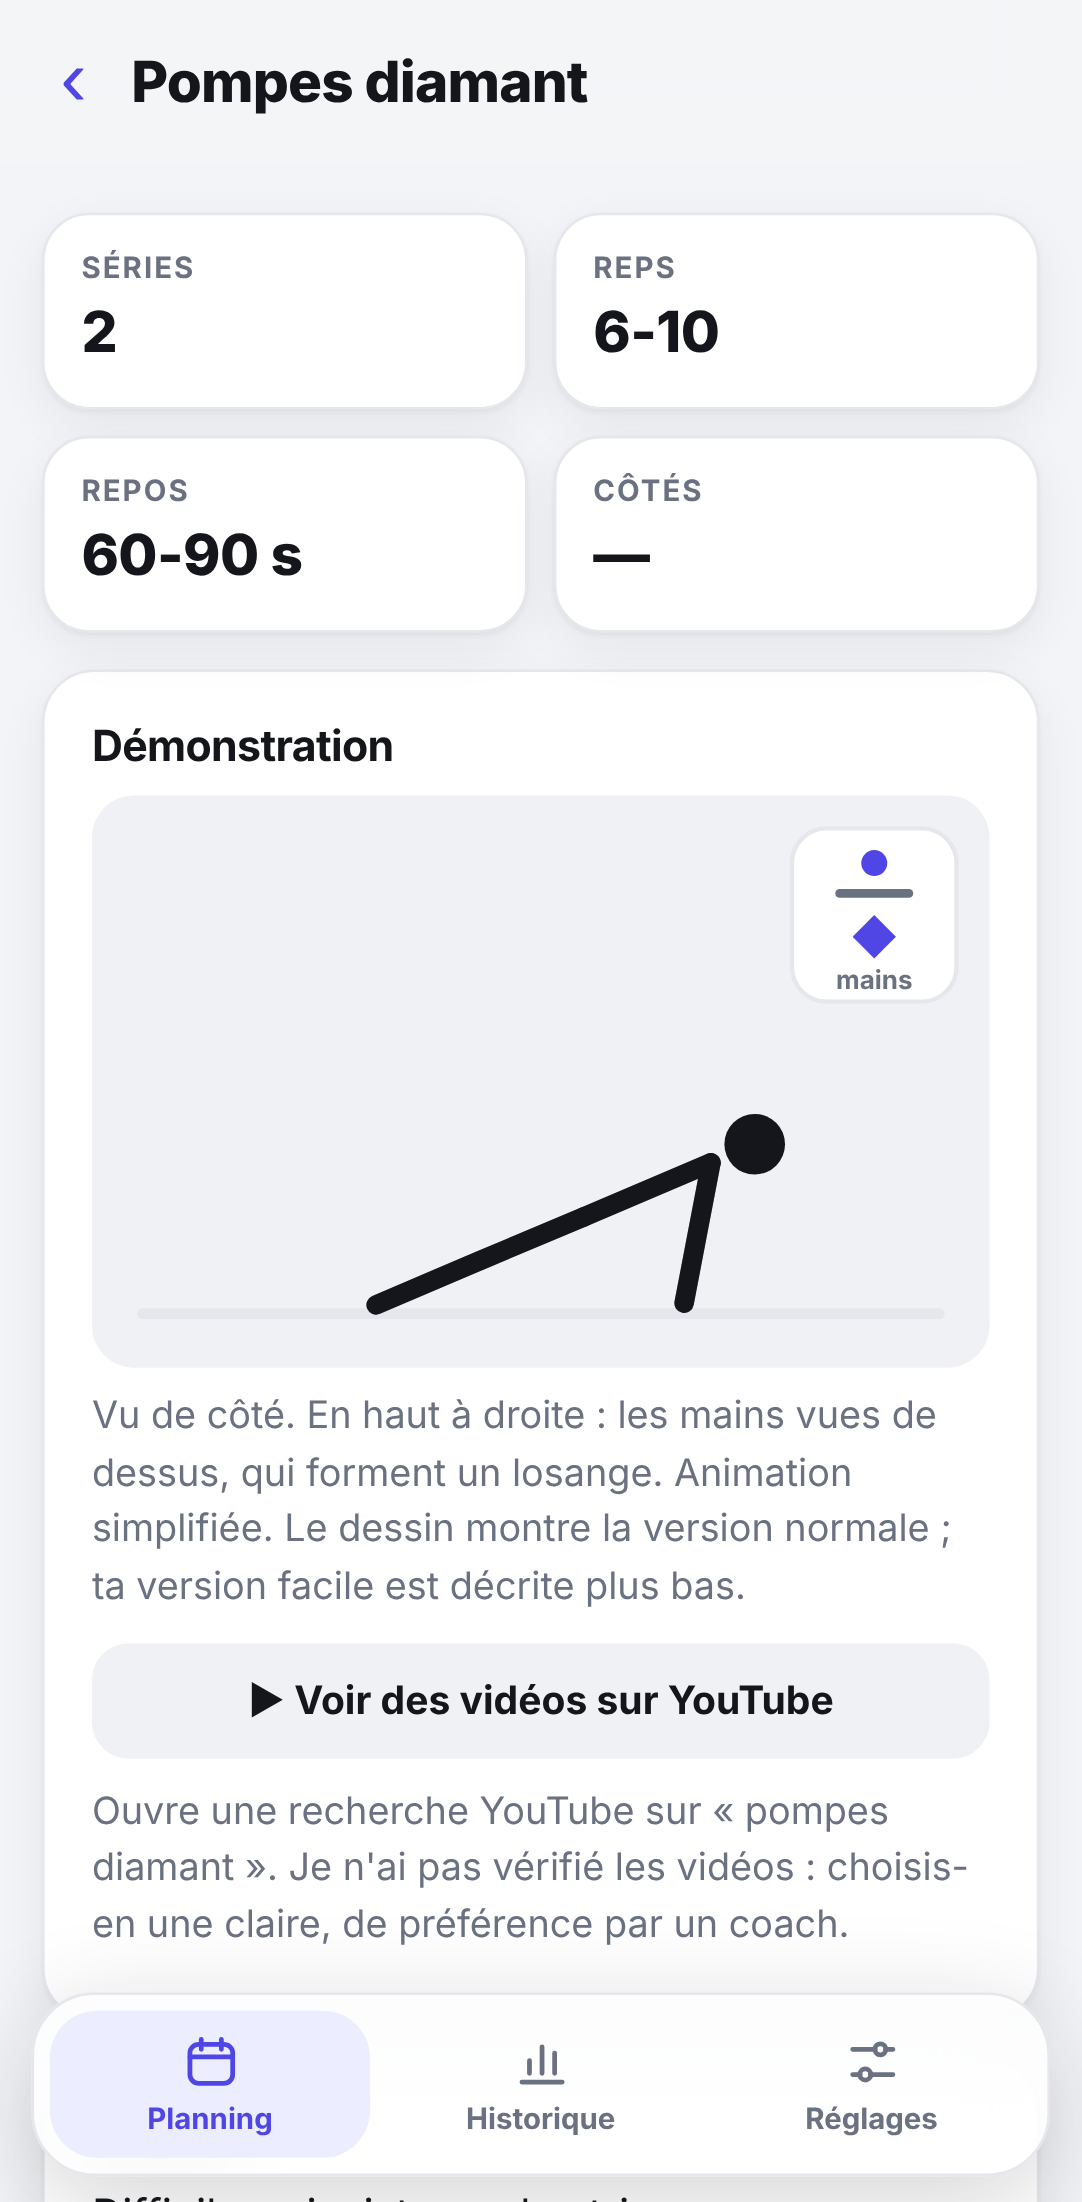 Pompes diamant
SÉRIES
2
REPS
6-10
REPOS
60-90 s
CÔTÉS
—
Démonstration
mains
Vu de côté. En haut à droite : les mains vues de
dessus, qui forment un losange. Animation
simplifiée. Le dessin montre la version normale ;
ta version facile est décrite plus bas.
▶ Voir des vidéos sur YouTube
Ouvre une recherche YouTube sur « pompes
diamant ». Je n'ai pas vérifié les vidéos : choisis-
en une claire, de préférence par un coach.
Planning
Historique
Réglages